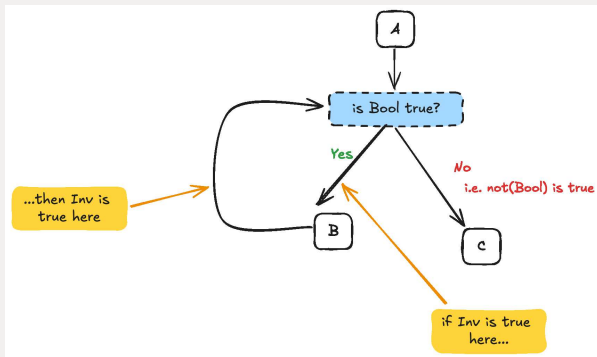 A
is Bool true?
Yes
No
i.e. not(Bool) is true
...then Inv is
true here
B
C
if Inv is true
here...